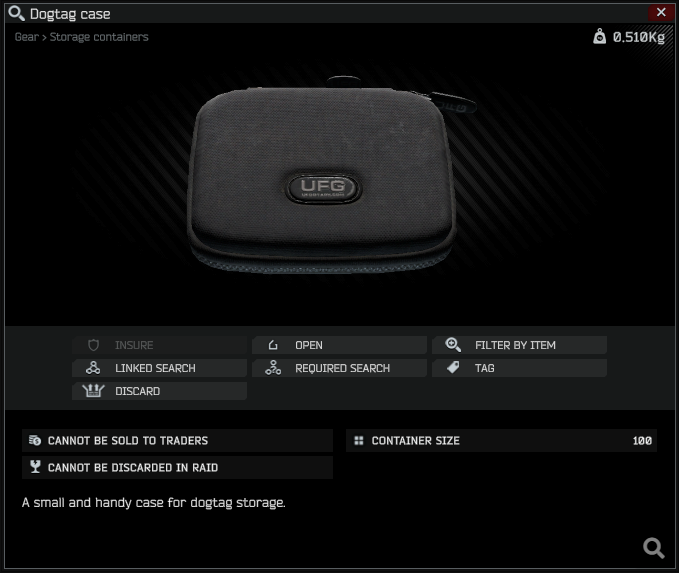 Dogtag case
Gear > Storage containers
0.510Kg
UFG
INSURE
OPEN
FILTER BY ITEM
LINKED SEARCH
REQUIRED SEARCH
TAG
DISCARD
CANNOT BE SOLD TO TRADERS
CONTAINER SIZE 100
CANNOT BE DISCARDED IN RAID
A small and handy case for dogtag storage.